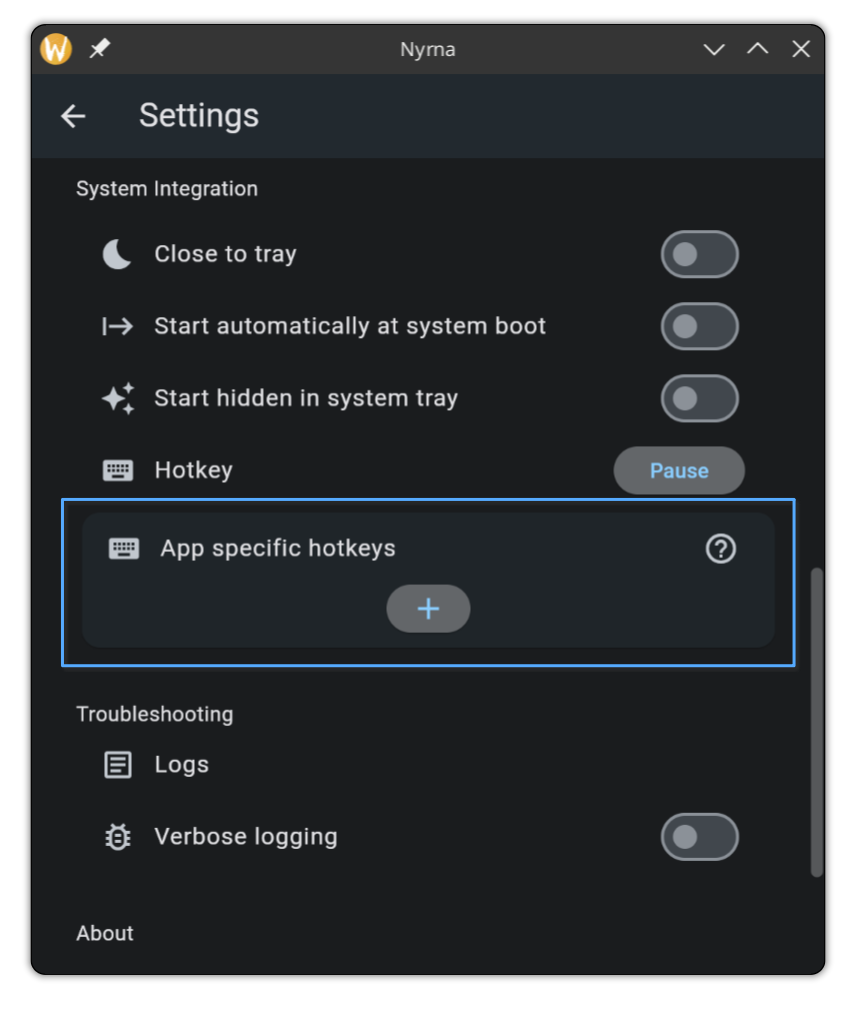 Nyrna
Settings
System Integration
Close to tray
Start automatically at system boot
Start hidden in system tray
Hotkey
Pause
App specific hotkeys
Troubleshooting
Logs
Verbose logging
About